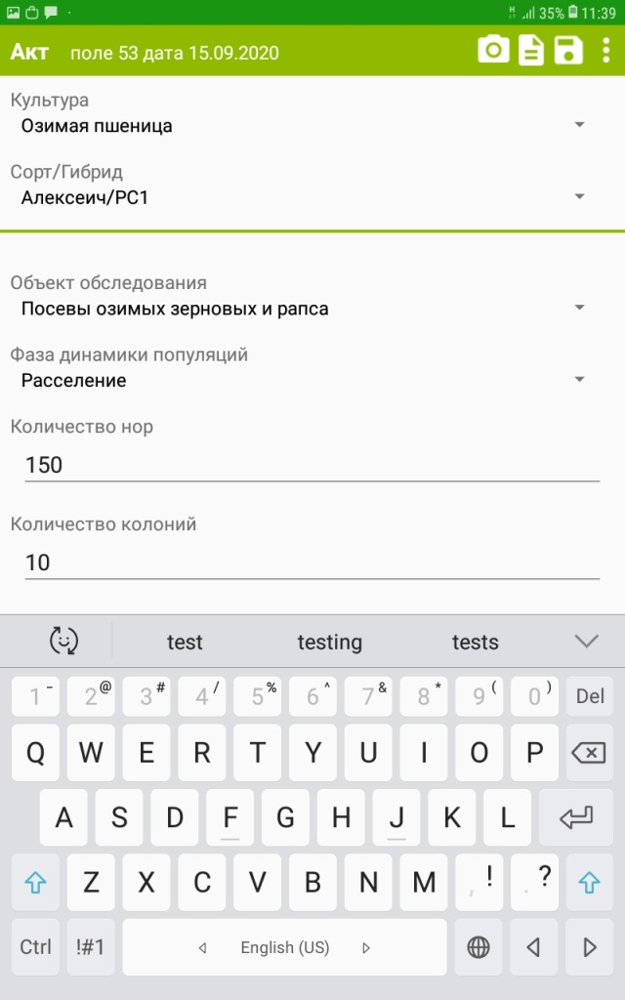 35% 11:39
Акт поле 53 дата 15.09.2020
Культура
Озимая пшеница
Сорт/Гибрид
Алексеич/РС1
Объект обследования
Посевы озимых зерновых и рапса
Фаза динамики популяций
Расселение
Количество нор
150
Количество колоний
10
test testing tests
1 - 2 @ 3 # 4 / 5 % 6 ^ 7 & 8 * 9 ( 0 ) Del
Q W E R T Y U I O P
A S D F G H J K L
Z X C V B N M , ! . ?
Ctrl !#1 English (US)